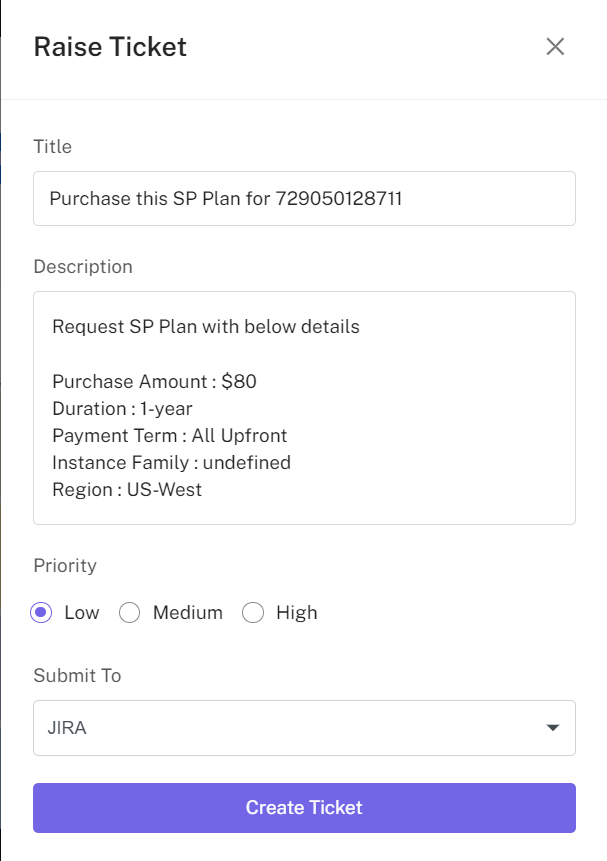 Raise Ticket
Title
Purchase this SP Plan for 729050128711
Description
Request SP Plan with below details
Purchase Amount : $80
Duration : 1-year
Payment Term : All Upfront
Instance Family : undefined
Region : US-West
Priority
Low Medium High
Submit To
JIRA
Create Ticket